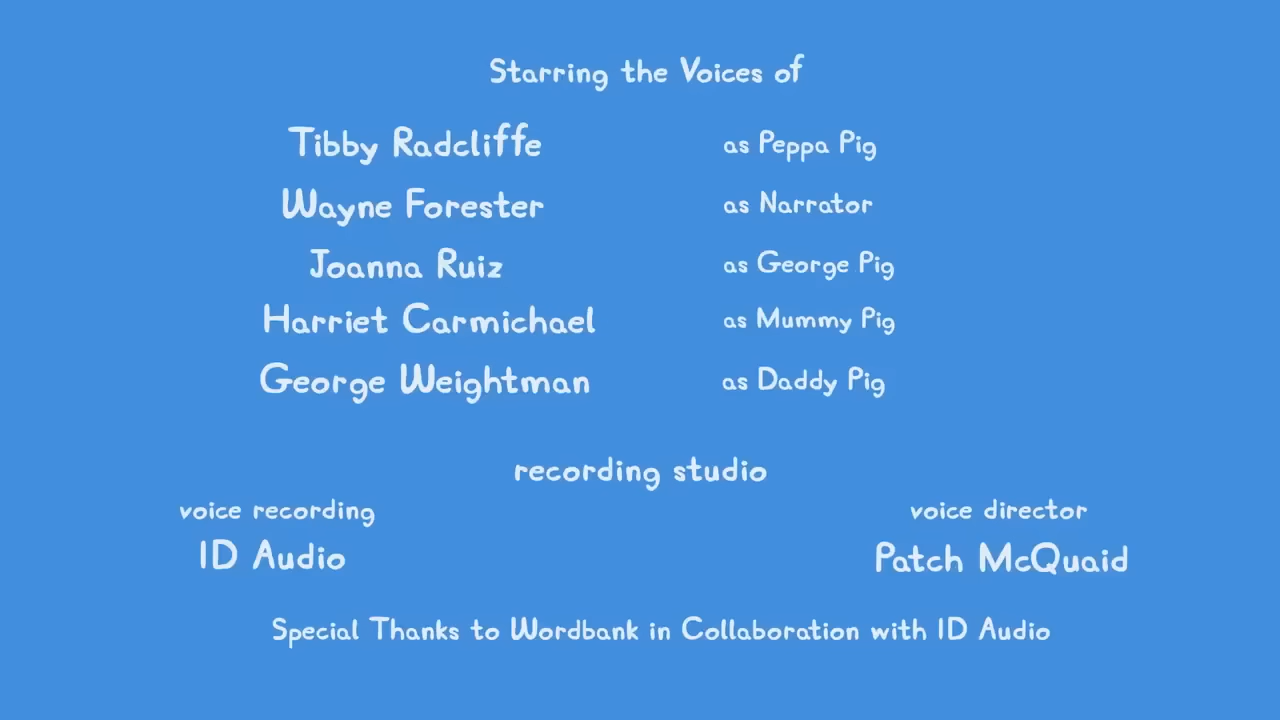 Starring the Voices of
Tibby Radcliffe as Peppa Pig
Wayne Forester as Narrator
Joanna Ruiz as George Pig
Harriet Carmichael as Mummy Pig
George Weightman as Daddy Pig
recording studio
voice recording voice director
ID Audio Patch McQuaid
Special Thanks to Wordbank in Collaboration with ID Audio